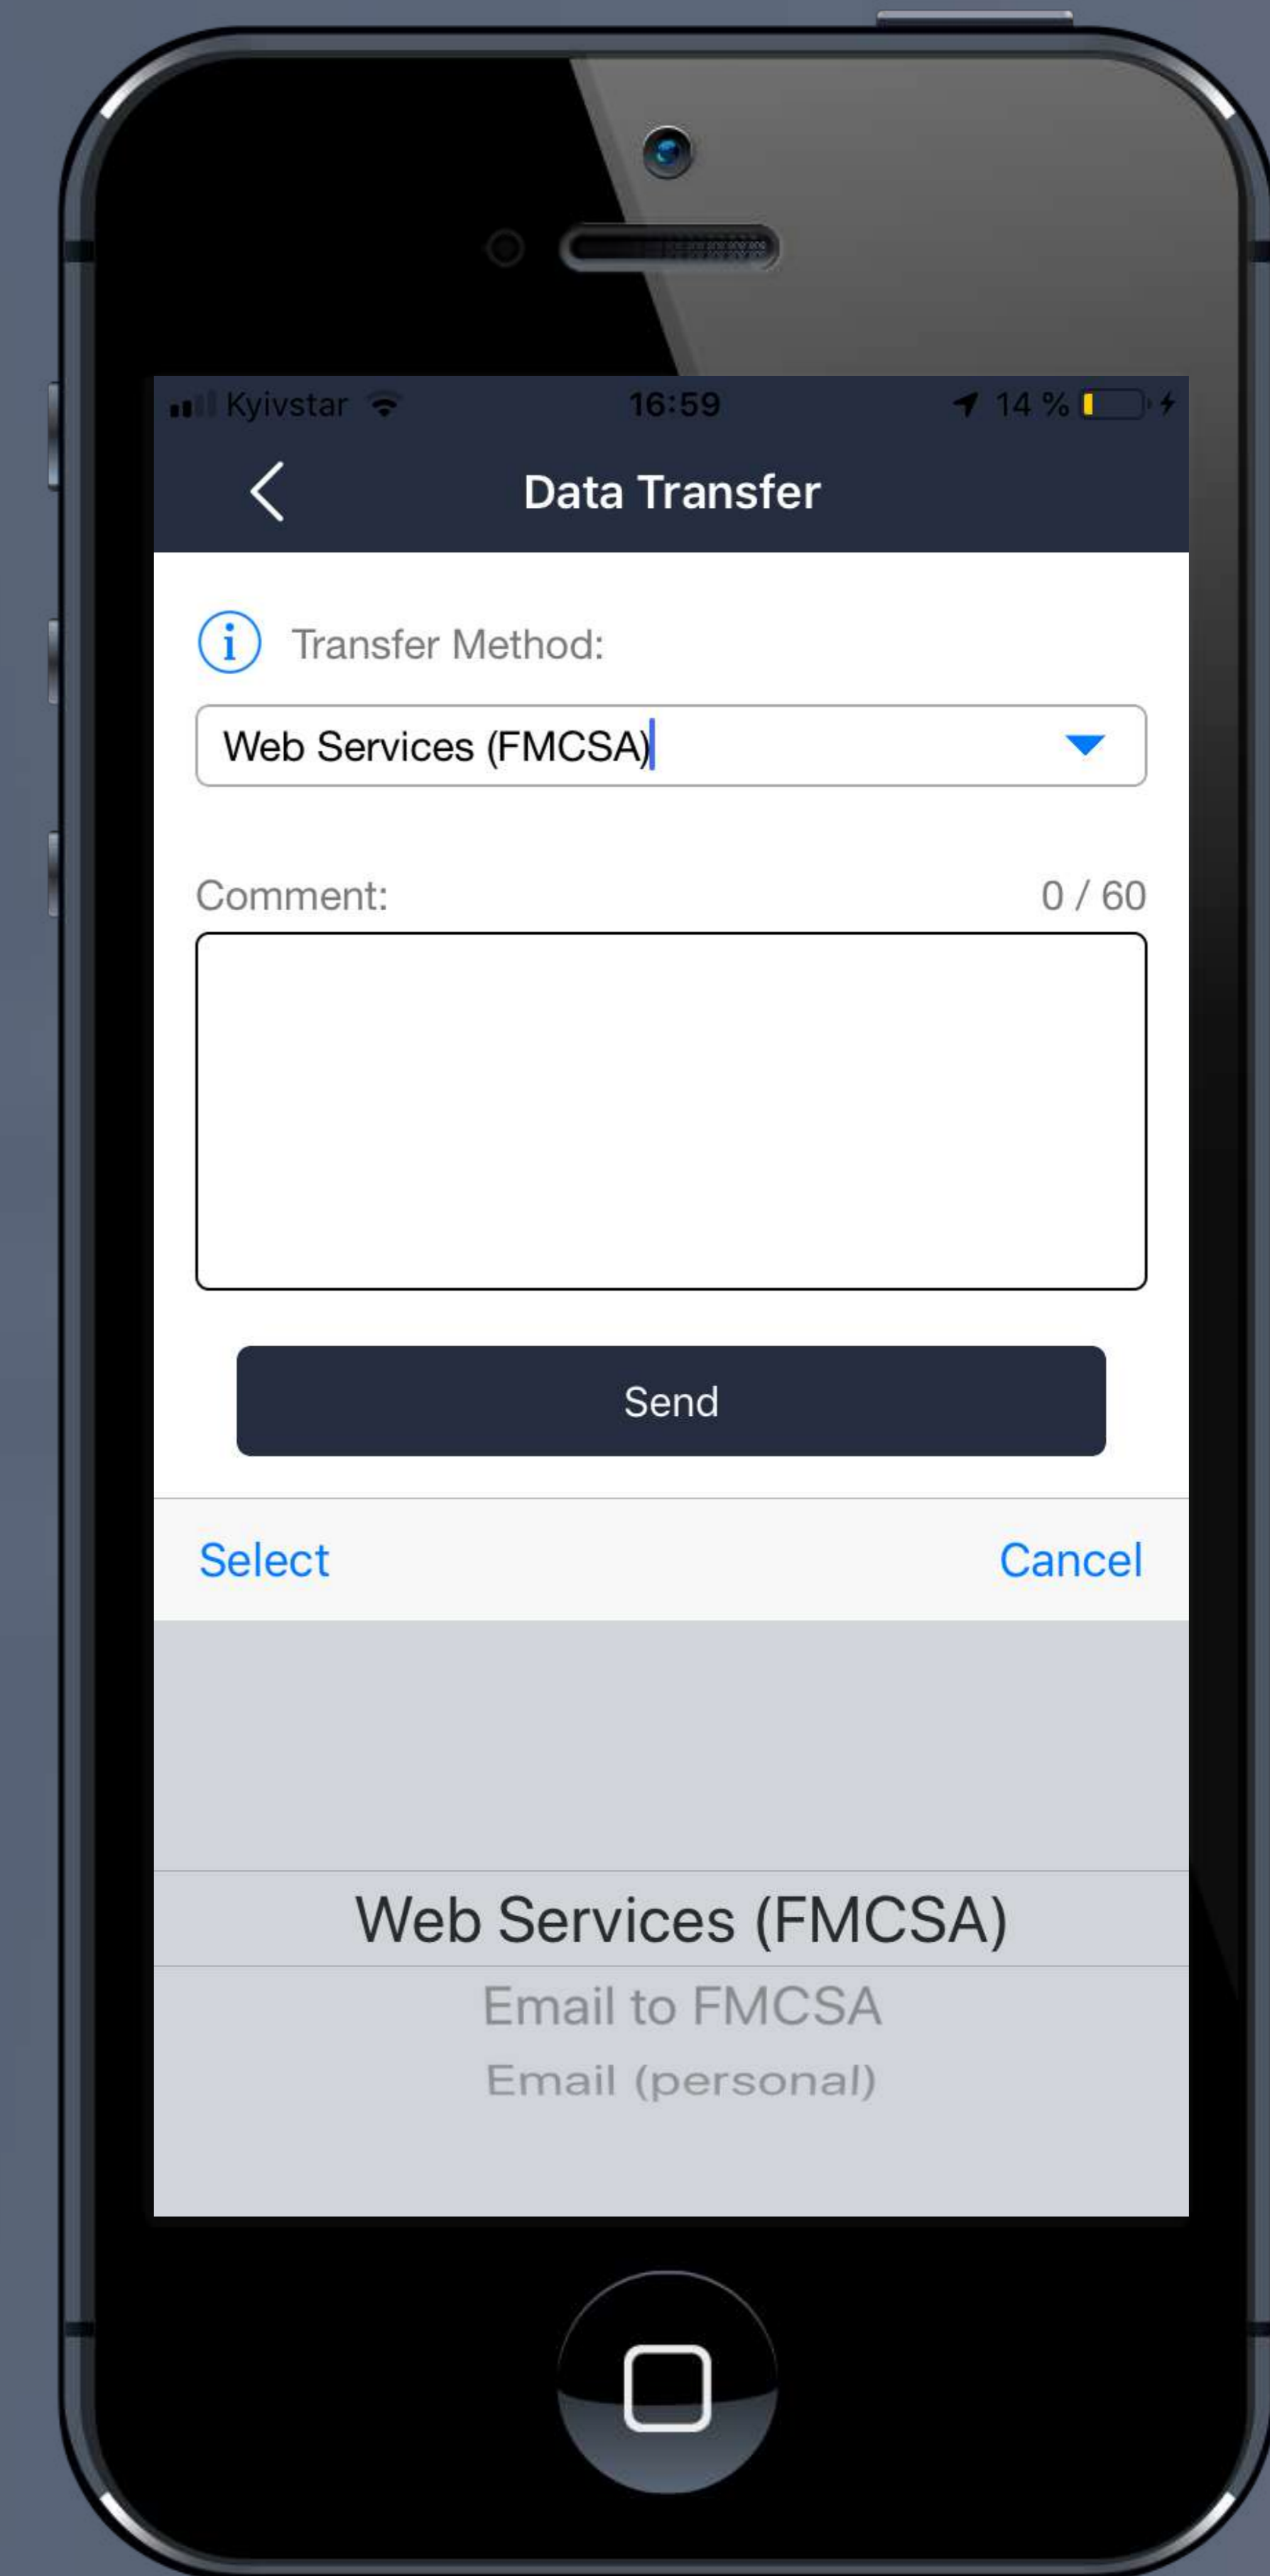 Kyivstar 16:59 14 %
Data Transfer
i Transfer Method:
Web Services (FMCSA)
Comment: 0 / 60
Send
Select Cancel
Web Services (FMCSA)
Email to FMCSA
Email (personal)